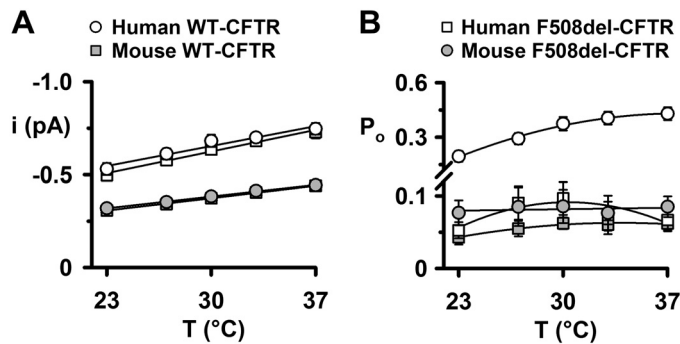 A
Human WT-CFTR
Mouse WT-CFTR
-1.0
i (pA)
-0.5
0
23
30
37
T (°C)
B
Human F508del-CFTR
Mouse F508del-CFTR
0.6
Po
0.3
0.1
0
23
30
37
T (°C)